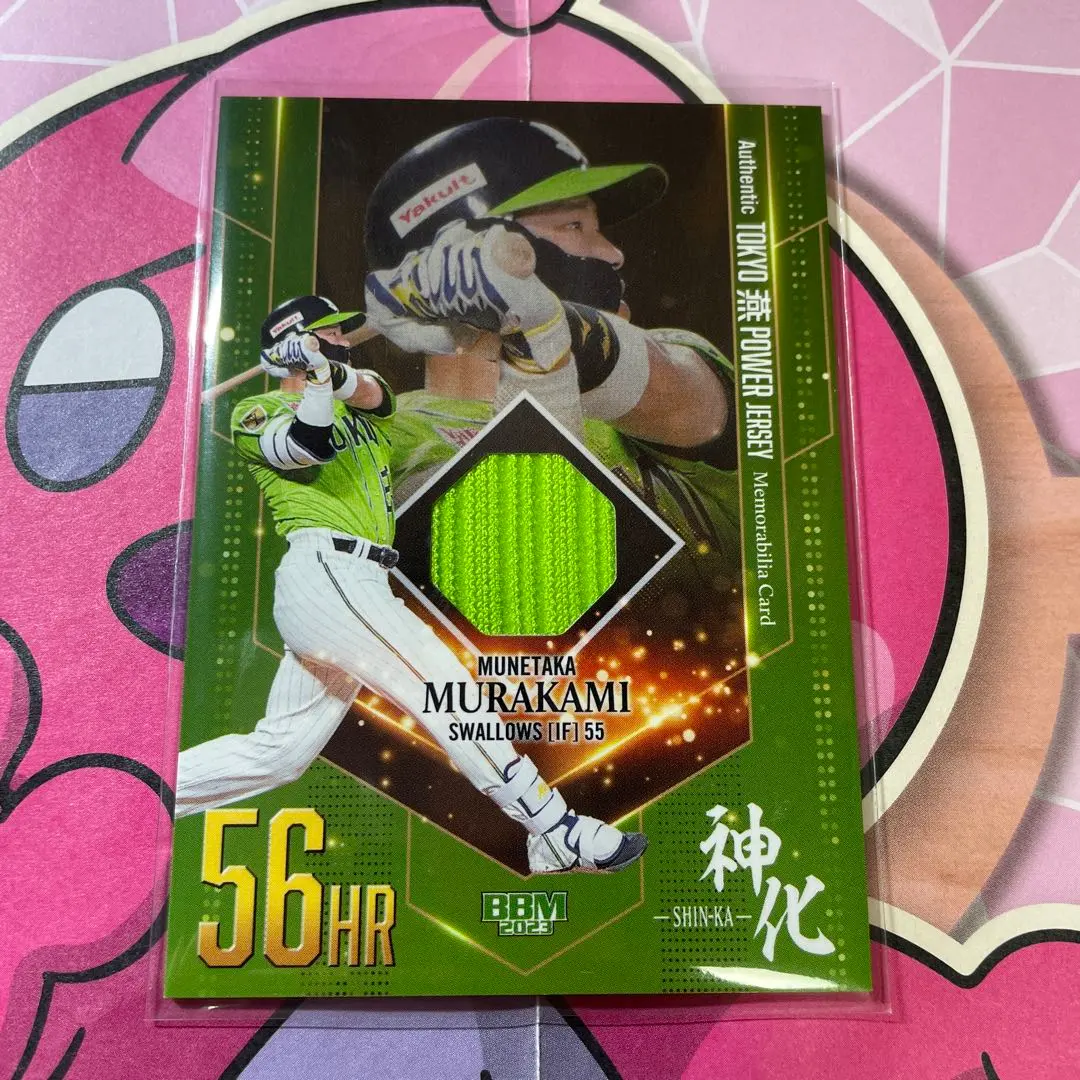 Authentic TOKYO 燕 POWER JERSEY Memorabilia Card
Yakult
Yakult
MUNETAKA
MURAKAMI
SWALLOWS [IF] 55
56HR
BBM
2023
神化
-SHIN-KA-